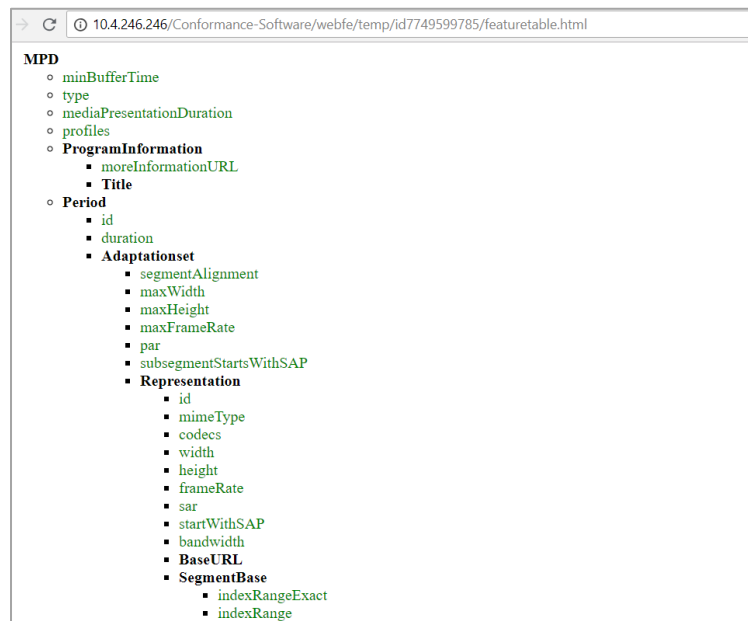 10.4.246.246/Conformance-Software/webfe/temp/id7749599785/featuretable.html
MPD
minBufferTime
type
mediaPresentationDuration
profiles
ProgramInformation
moreInformationURL
Title
Period
id
duration
Adaptationset
segmentAlignment
maxWidth
maxHeight
maxFrameRate
par
subsegmentStartsWithSAP
Representation
id
mimeType
codecs
width
height
frameRate
sar
startWithSAP
bandwidth
BaseURL
SegmentBase
indexRangeExact
indexRange